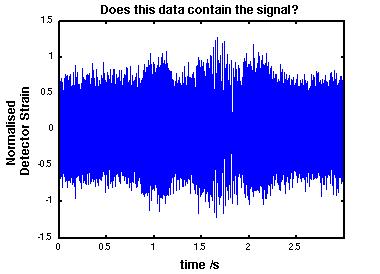 Does this data contain the signal?
1.5
1
0.5
0
-0.5
-1
-1.5
Normalised
Detector Strain
0 0.5 1 1.5 2 2.5
time /s